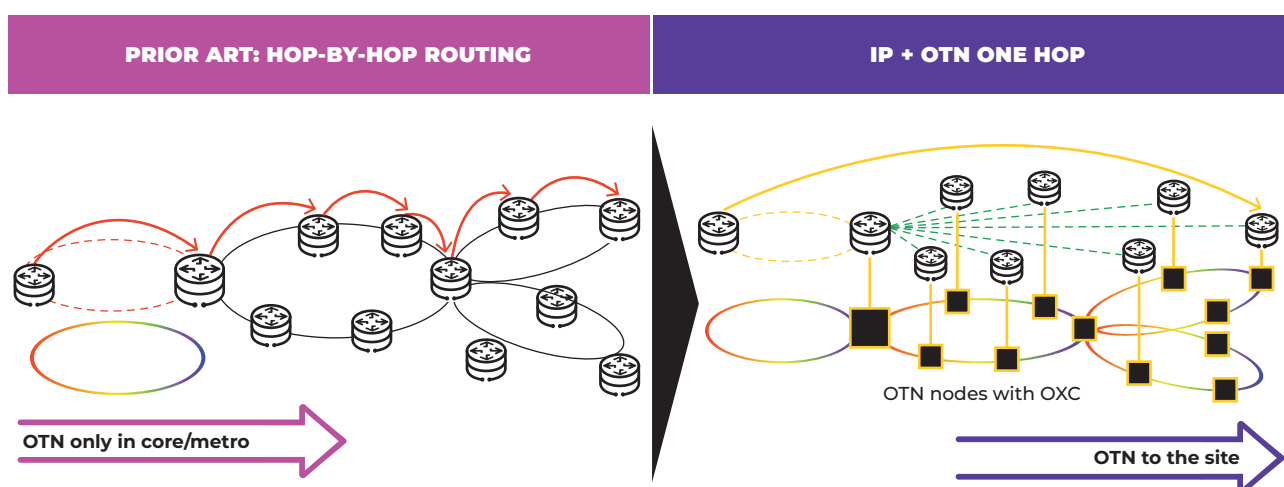 PRIOR ART: HOP-BY-HOP ROUTING
IP + OTN ONE HOP
OTN nodes with OXC
OTN only in core/metro
OTN to the site